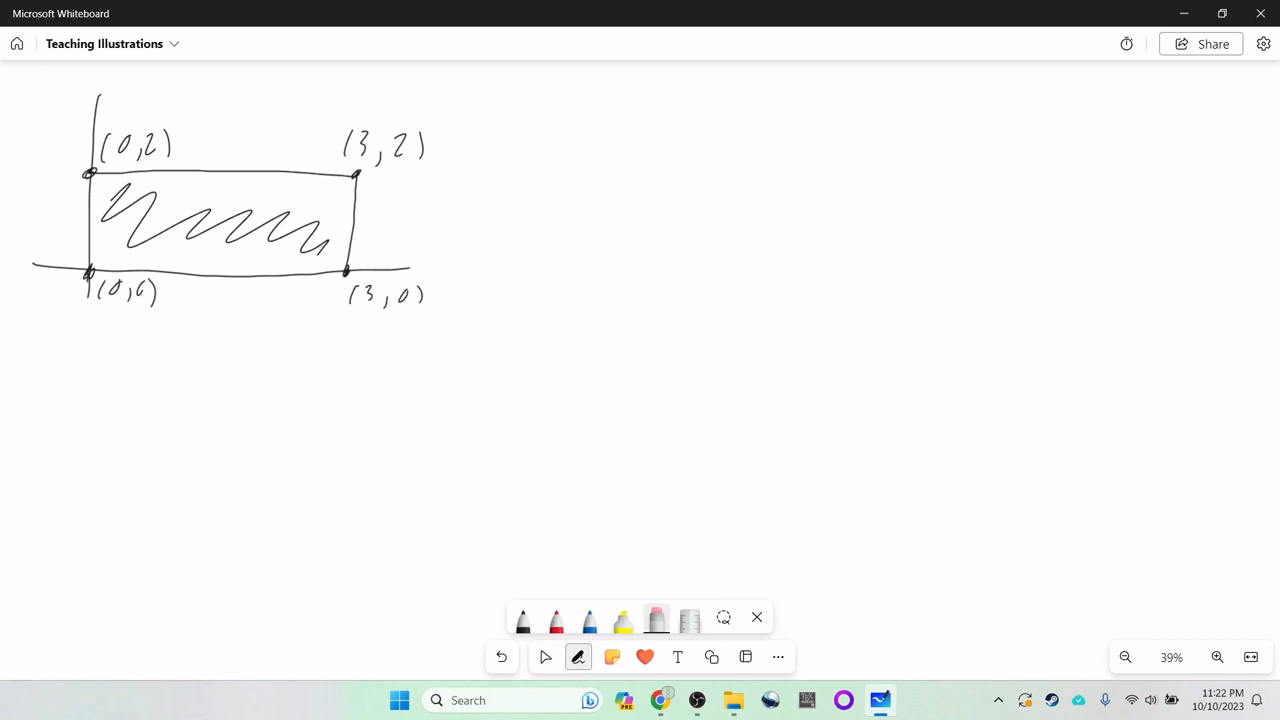 Microsoft Whiteboard
Teaching Illustrations
Share
(0,2)
(3,2)
(0,0)
(3,0)
39%
Search
PRE
11:22 PM
10/10/2023